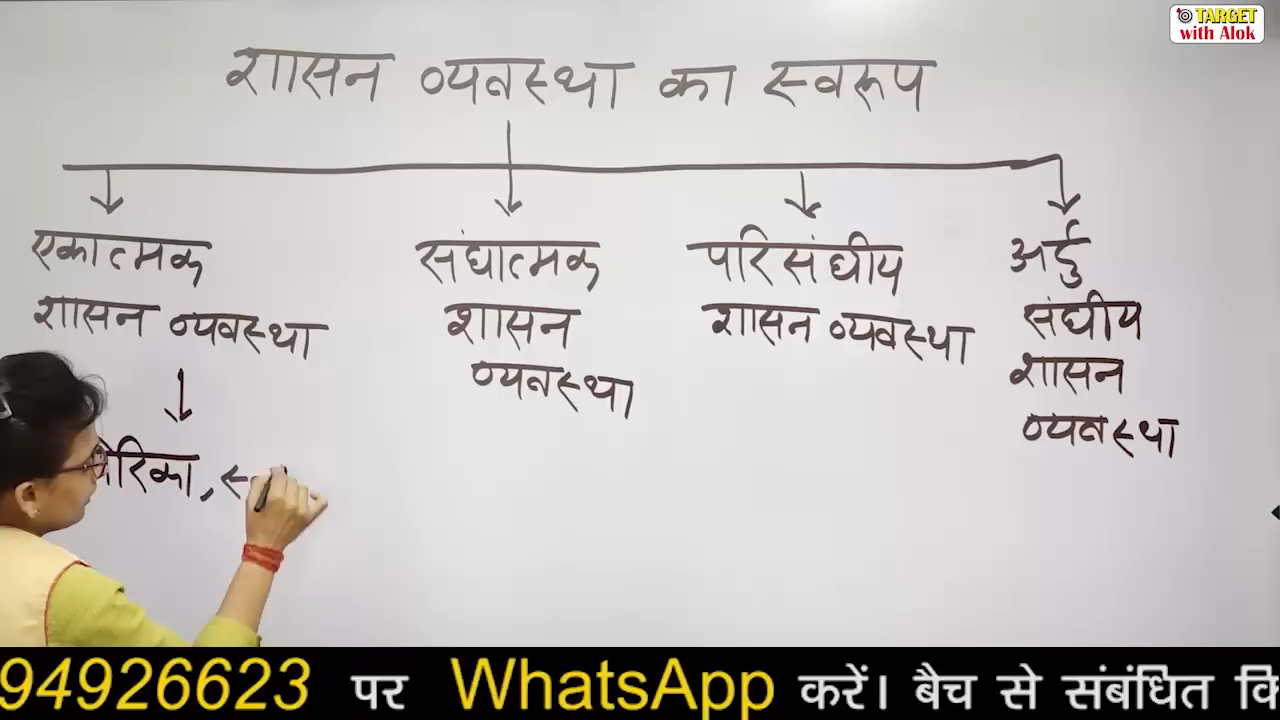 TARGET
with Alok
शासन व्यवस्था का स्वरूप
एकात्मक
शासन व्यवस्था
संघात्मक
शासन
व्यवस्था
परिसंघीय
शासन व्यवस्था
अर्द्ध
संघीय
शासन
व्यवस्था
94926623 पर WhatsApp करें। बैच से संबंधित